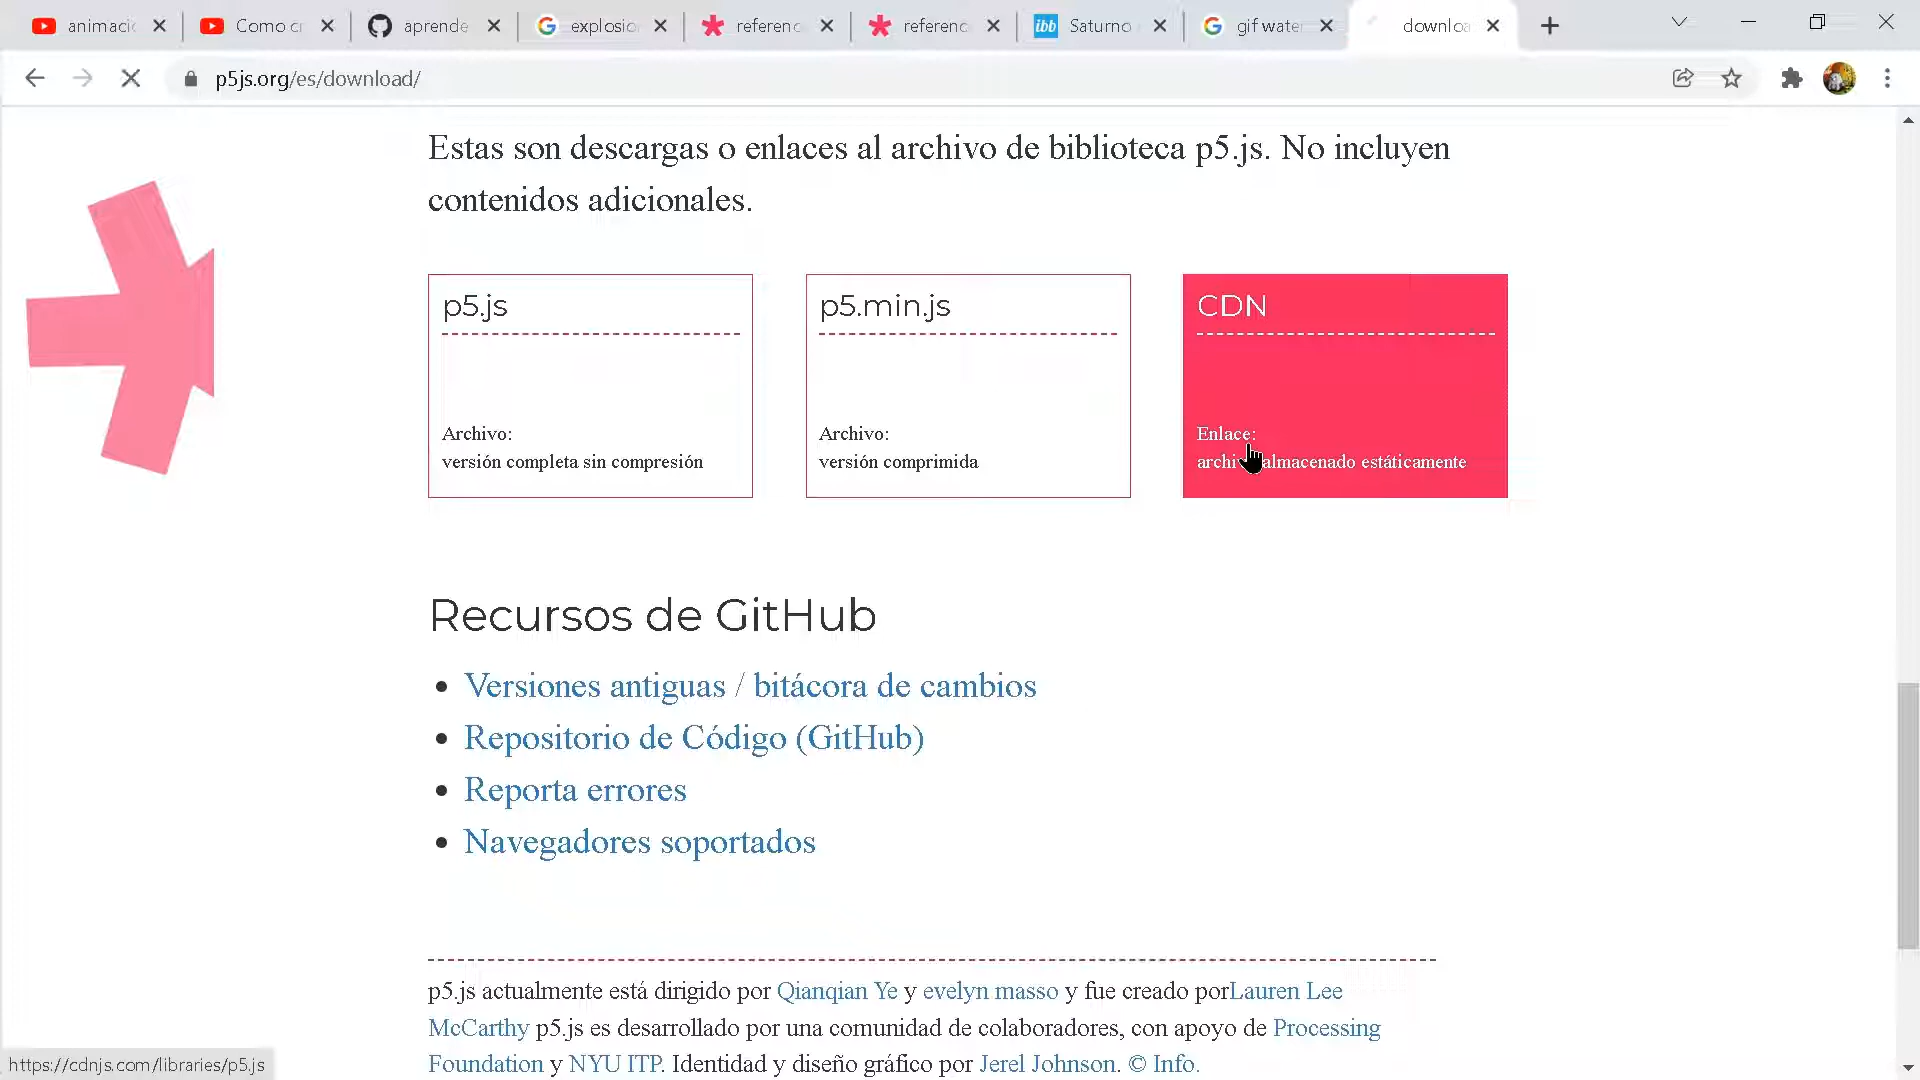 animaci
Como cr
aprende
explosio
referenc
referenc
ibb
Saturno
gif wate
downloa
p5js.org/es/download/
Estas son descargas o enlaces al archivo de biblioteca p5.js. No incluyen
contenidos adicionales.
p5.js
Archivo:
versión completa sin compresión
p5.min.js
Archivo:
versión comprimida
CDN
Enlace:
archi almacenado estáticamente
Recursos de GitHub
Versiones antiguas / bitácora de cambios
Repositorio de Código (GitHub)
Reporta errores
Navegadores soportados
p5.js actualmente está dirigido por Qianqian Ye y evelyn masso y fue creado porLauren Lee
McCarthy p5.js es desarrollado por una comunidad de colaboradores, con apoyo de Processing
Foundation y NYU ITP. Identidad y diseño gráfico por Jerel Johnson. © Info.
https://cdnjs.com/libraries/p5.js